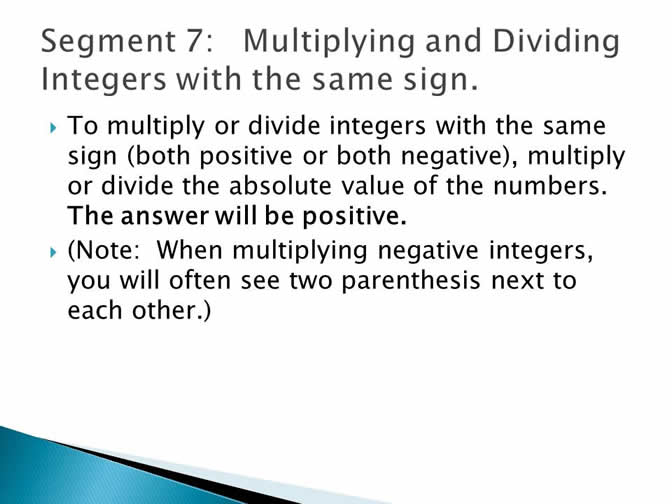 Segment 7:   Multiplying and Dividing
Integers with the same sign.
To multiply or divide integers with the same
sign (both positive or both negative), multiply
or divide the absolute value of the numbers.
The answer will be positive.
(Note:  When multiplying negative integers,
you will often see two parenthesis next to
each other.)